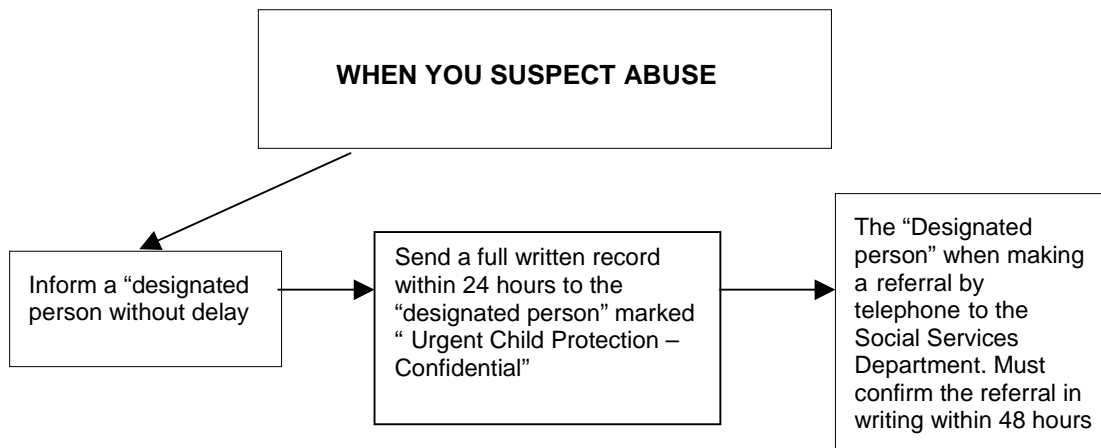 WHEN YOU SUSPECT ABUSE
Inform a “designated
person without delay
Send a full written record
within 24 hours to the
“designated person” marked
“ Urgent Child Protection –
Confidential”
The “Designated
person” when making
a referral by
telephone to the
Social Services
Department. Must
confirm the referral in
writing within 48 hours